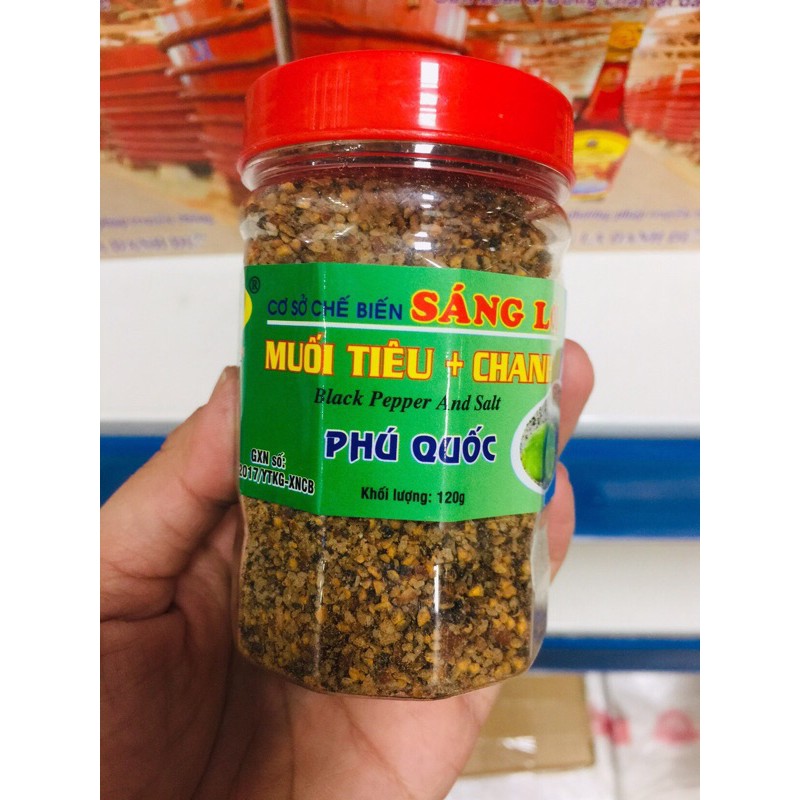 ®
CƠ SỞ CHẾ BIẾN SÁNG
MUỐI TIÊU + CHANH
Black Pepper And Salt
PHÚ QUỐC
GXN số:
2017/YTKG-XNCB
Khối lượng: 120g